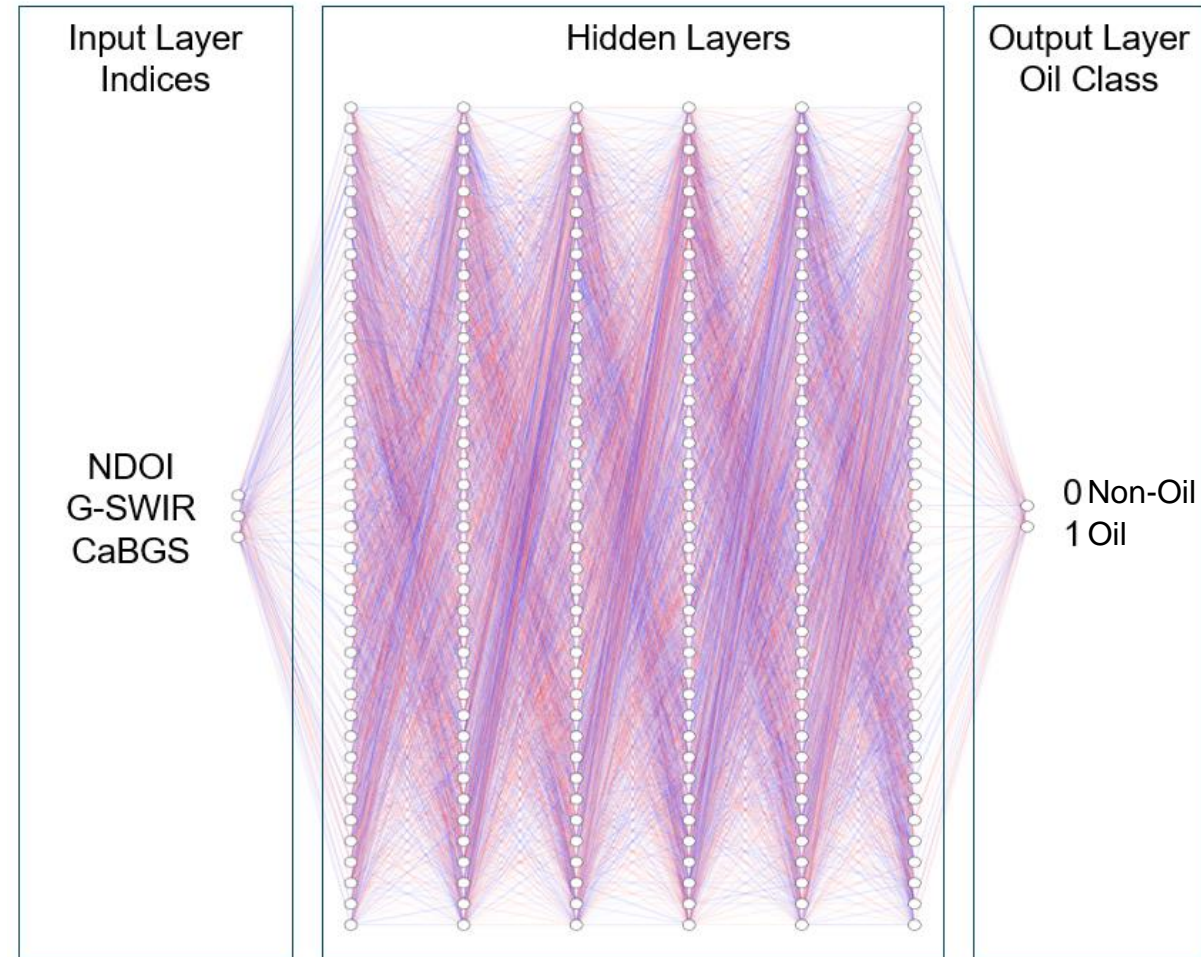 Input Layer
Indices
Hidden Layers
Output Layer
Oil Class
NDOI
G-SWIR
CaBGS
0 Non-Oil
1 Oil